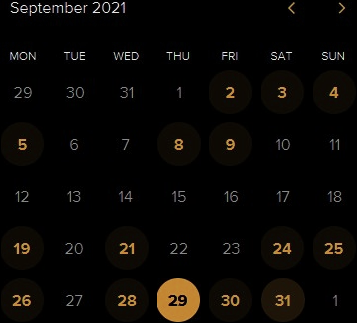 September 2021 < >
MON TUE WED THU FRI SAT SUN
29 30 31 1 2 3 4
5 6 7 8 9 10 11
12 13 14 15 16 17 18
19 20 21 22 23 24 25
26 27 28 29 30 31 1